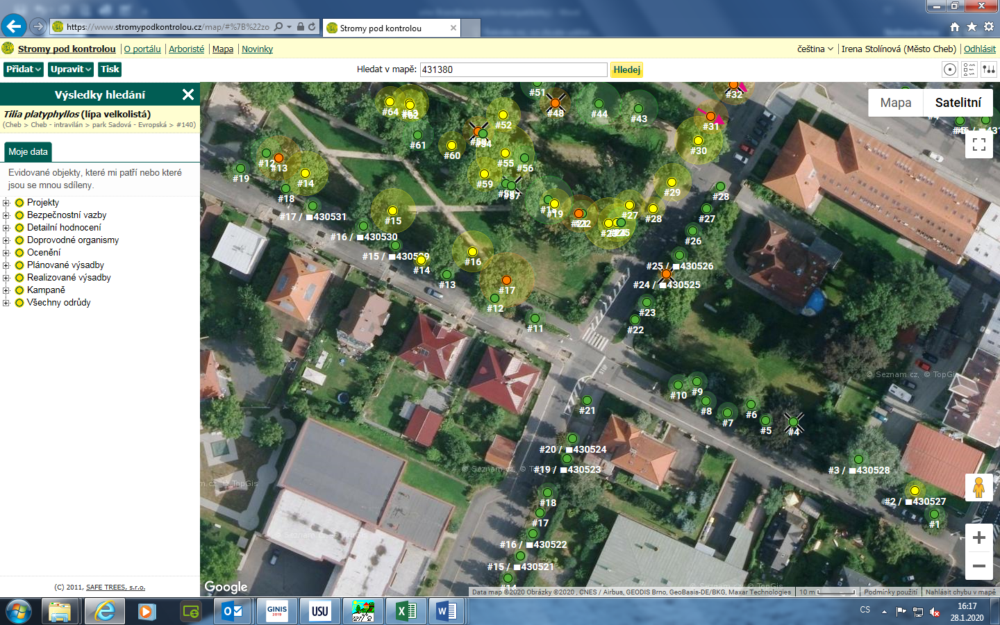 https://www.stromypodkontrolou.cz/map/#%7B%22zo
Stromy pod kontrolou
Stromy pod kontrolou | O portálu | Arboristé | Mapa | Novinky
čeština | Irena Stolínová (Město Cheb) | Odhlásit
Přidat Upravit Tisk
Hledat v mapě: 431380 Hledej
Výsledky hledání
Tilia platyphyllos (lípa velkolistá)
(Cheb > Cheb - intravilán > park Sadová - Evropská > #140)
Moje data
Evidované objekty, které mi patří nebo které
jsou se mnou sdíleny.
Projekty
Bezpečnostní vazby
Detailní hodnocení
Doprovodné organismy
Ocenění
Plánované výsadby
Realizované výsadby
Kampaně
Všechny odrůdy
(C) 2011, SAFE TREES, s.r.o.
Mapa Satelitní
#51
#32
#64
#62
#48
#44
#43
#52
#31
#61
#60
#30
#12
#13
#55
#56
#19
#14
#59
#29
#18
#57
#28
#17 / 430531
#15
#19
#27
#28
#27
#22
#16 / 430530
#26
#15 /
#16
#14
#25 / 430526
#13
#17
#24 / 430525
#12
#23
#11
#22
© Seznam.cz, © TopGis
#10
#9
#8
#7
#6
#5
#4
#21
#20 / 430524
#19 / 430523
#3 / 430528
#18
#2 / 430527
#17
#1
#16 / 430522
© Seznam.cz, © TopGis
#15 / 430521
#14
Google
Data map ©2020 Obrázky ©2020 , CNES / Airbus, GEODIS Brno, GeoBasis-DE/BKG, Maxar Technologies
10 m
Podmínky použití
Nahlásit chybu v mapě
GINIS
2019
USU
CS
16:17
28.1.2020